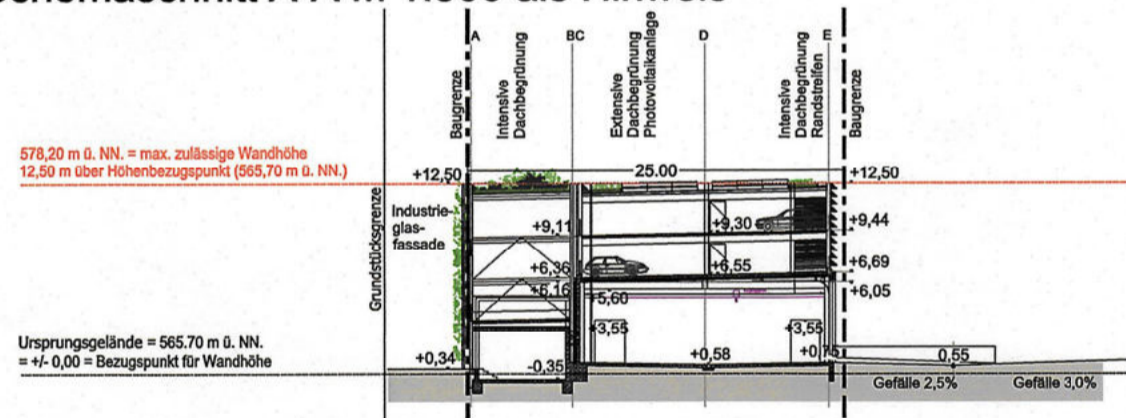 A
BC
D
E
Baugrenze
Intensive
Dachbegrünung
Extensive
Dachbegrünung
Photovoltaikanlage
Intensive
Dachbegrünung
Randstreifen
Baugrenze
578,20 m ü. NN. = max. zulässige Wandhöhe
12,50 m über Höhenbezugspunkt (565,70 m ü. NN.)
+12,50
25.00
+12,50
Grundstücksgrenze
Industrie-
glas-
fassade
+9,11
+9,30
+9,44
+6,36
+6,55
+6,69
+6,16
+5,60
+6,05
+3,55
+3,55
Ursprungsgelände = 565.70 m ü. NN.
= +/- 0,00 = Bezugspunkt für Wandhöhe
+0,34
-0,35
+0,58
+0,75
0,55
Gefälle 2,5%
Gefälle 3,0%